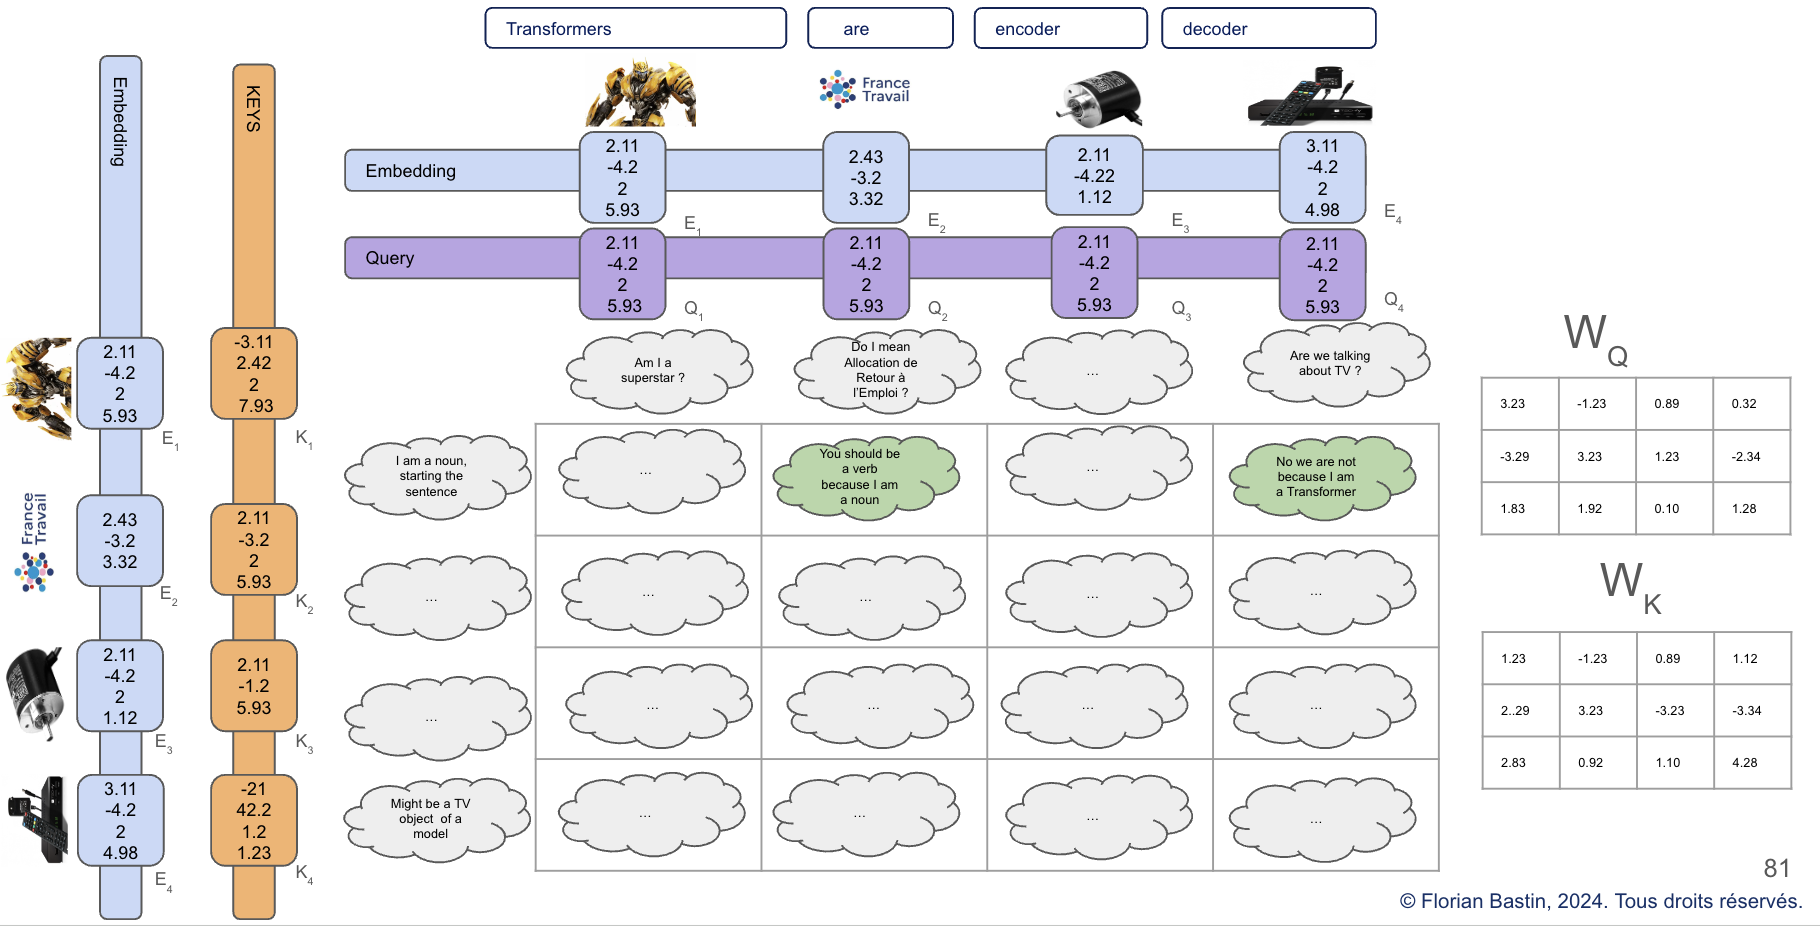 Transformers
are
encoder
decoder
France
Travail
Embedding
KEYS
Embedding
2.11
-4.2
2
5.93
E1
2.43
-3.2
3.32
E2
2.11
-4.22
1.12
E3
3.11
-4.2
2
4.98
E4
Query
2.11
-4.2
2
5.93
Q1
2.11
-4.2
2
5.93
Q2
2.11
-4.2
2
5.93
Q3
2.11
-4.2
2
5.93
Q4
Am I a
superstar ?
Do I mean
Allocation de
Retour à
l'Emploi ?
...
Are we talking
about TV ?
2.11
-4.2
2
5.93
E1
-3.11
2.42
2
7.93
K1
I am a noun,
starting the
sentence
...
You should be
a verb
because I am
a noun
...
No we are not
because I am
a Transformer
France
Travail
2.43
-3.2
3.32
E2
2.11
-3.2
2
5.93
K2
...
...
...
...
...
2.11
-4.2
2
1.12
E3
2.11
-1.2
5.93
K3
...
...
...
...
...
3.11
-4.2
2
4.98
E4
-21
42.2
1.2
1.23
K4
Might be a TV
object of a
model
...
...
...
...
WQ
3.23 -1.23 0.89 0.32
-3.29 3.23 1.23 -2.34
1.83 1.92 0.10 1.28
WK
1.23 -1.23 0.89 1.12
2..29 3.23 -3.23 -3.34
2.83 0.92 1.10 4.28
81
© Florian Bastin, 2024. Tous droits réservés.